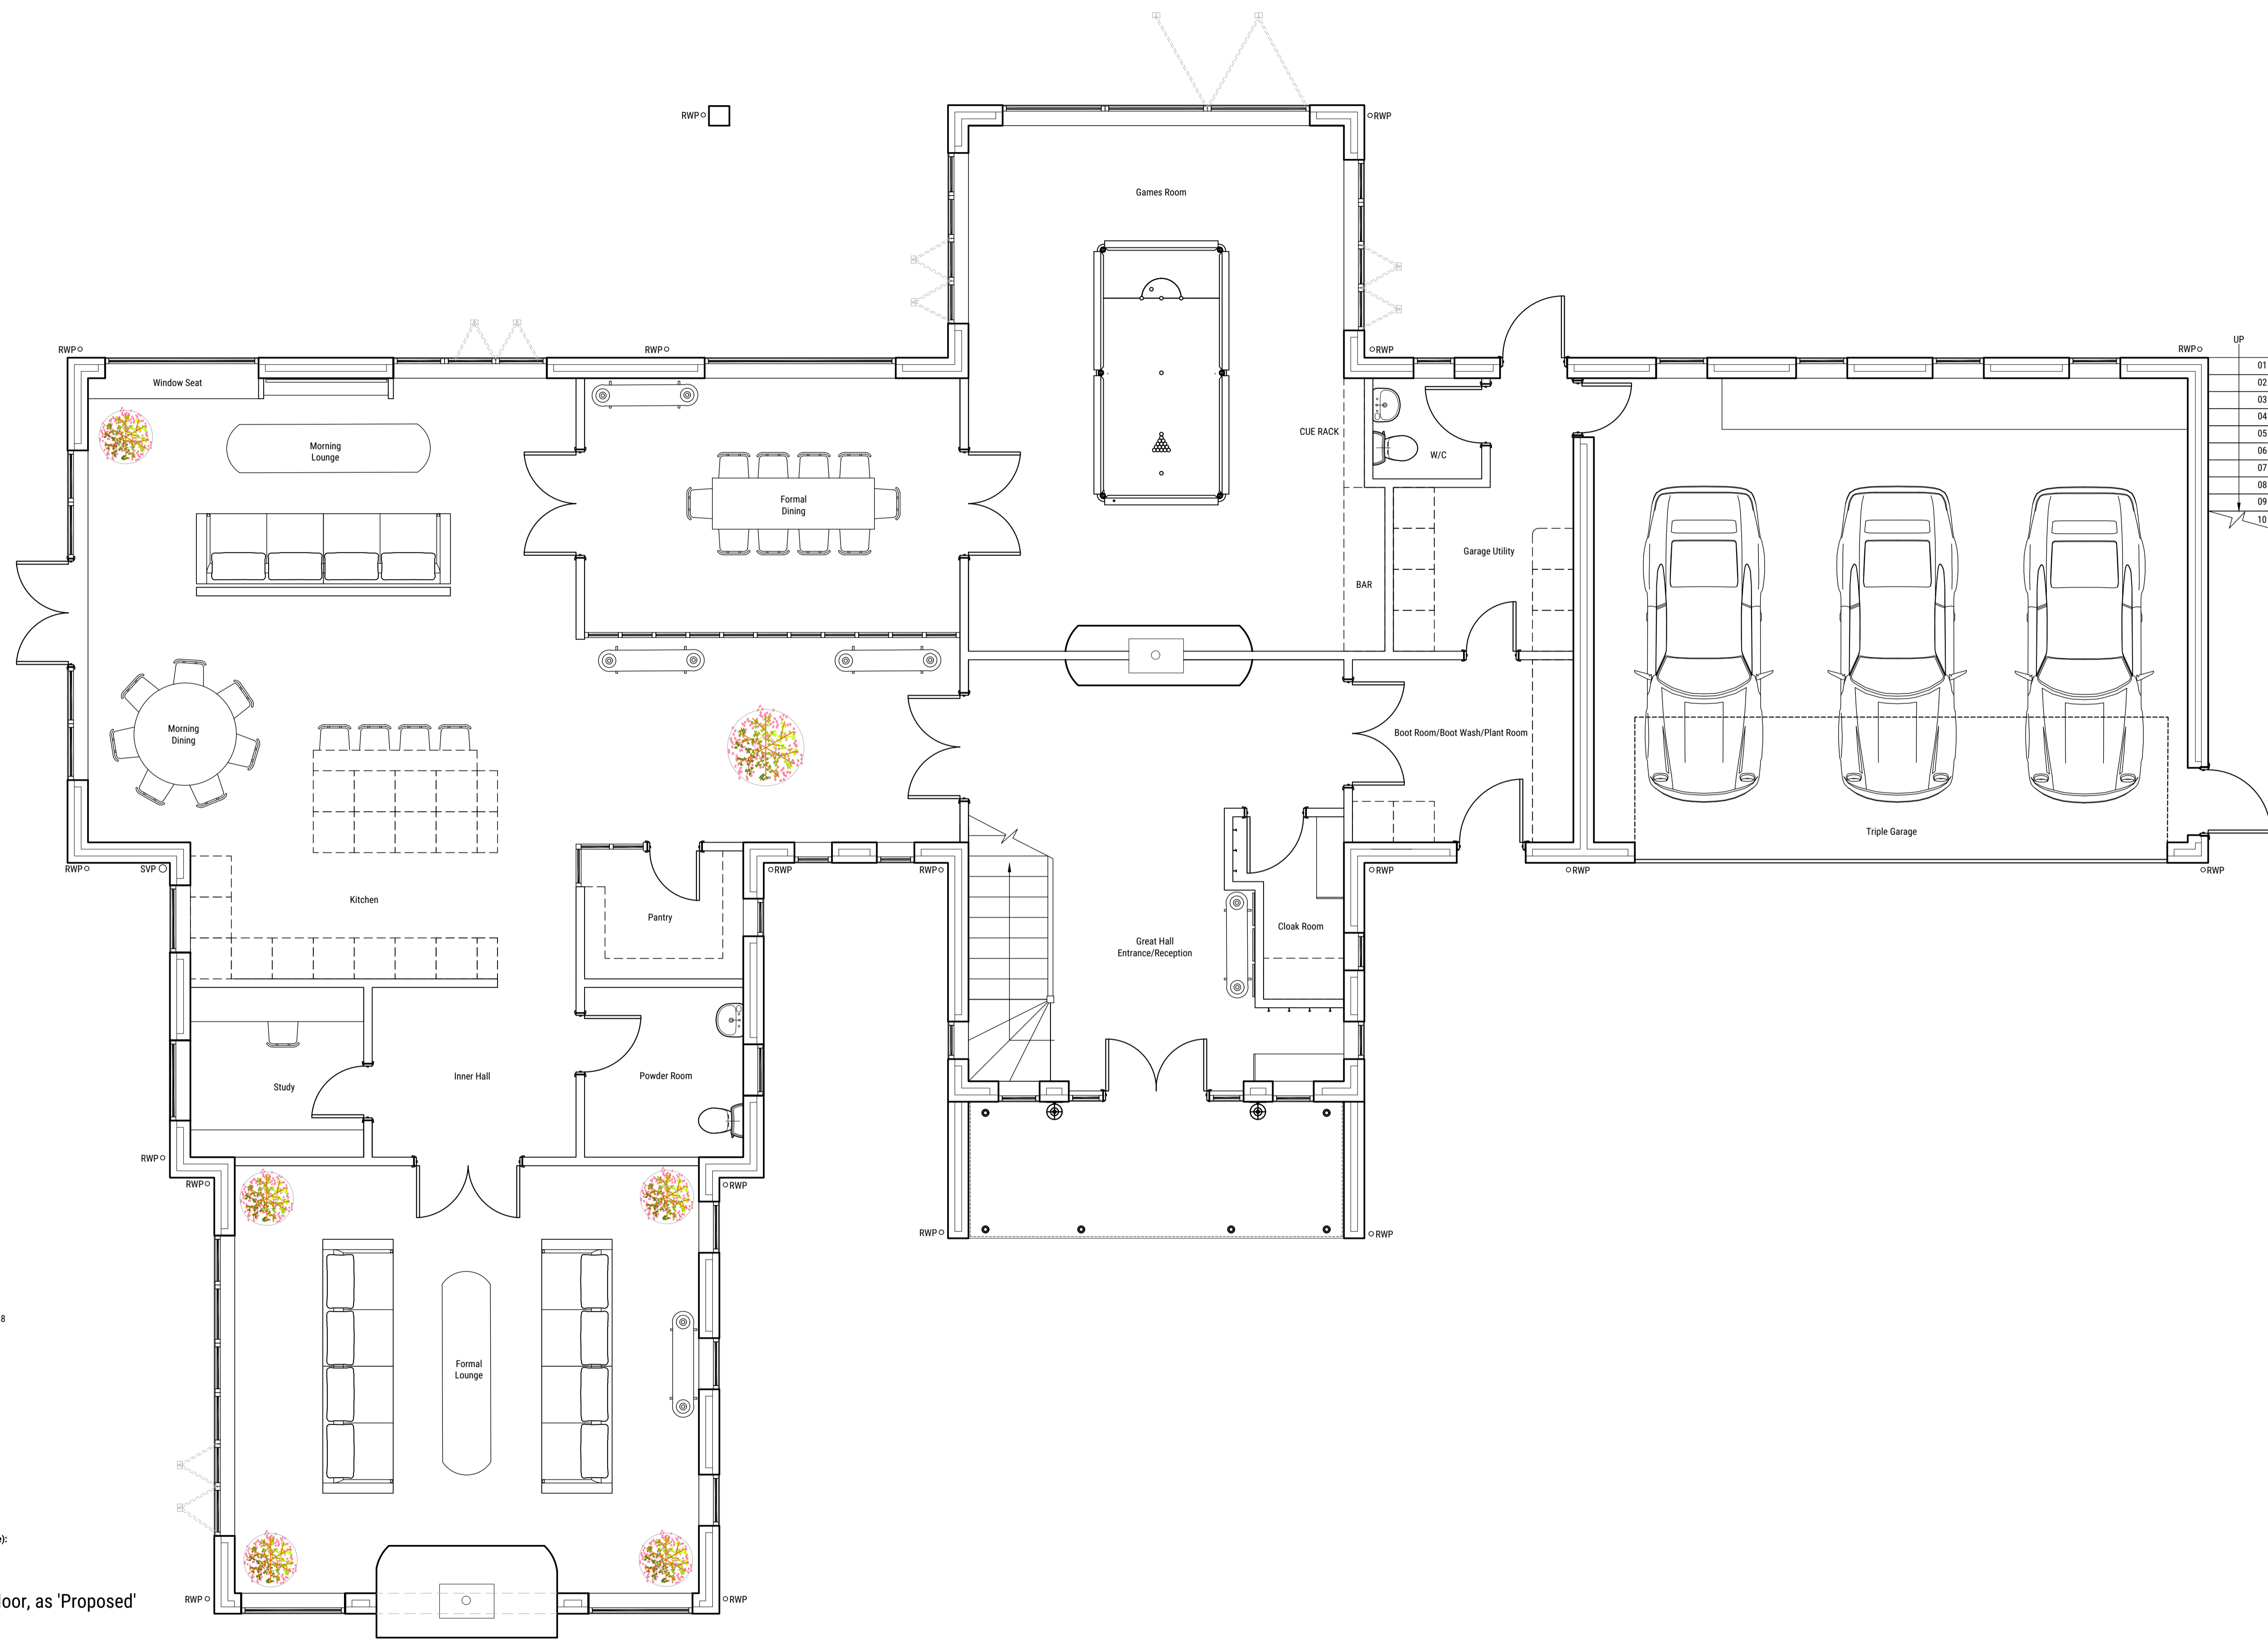 RWP
RWP
Games Room
UP
RWP
RWP
RWP
RWP
01
02
03
04
05
06
07
08
09
10
Window Seat
Morning
Lounge
CUE RACK
W/C
Formal
Dining
Garage Utility
BAR
Morning
Dining
Boot Room/Boot Wash/Plant Room
Triple Garage
RWP
SVP
RWP
RWP
RWP
RWP
RWP
Kitchen
Pantry
Cloak Room
Great Hall
Entrance/Reception
Study
Inner Hall
Powder Room
RWP
RWP
RWP
RWP
RWP
8
Formal
Lounge
):
RWP
RWP
loor, as 'Proposed'